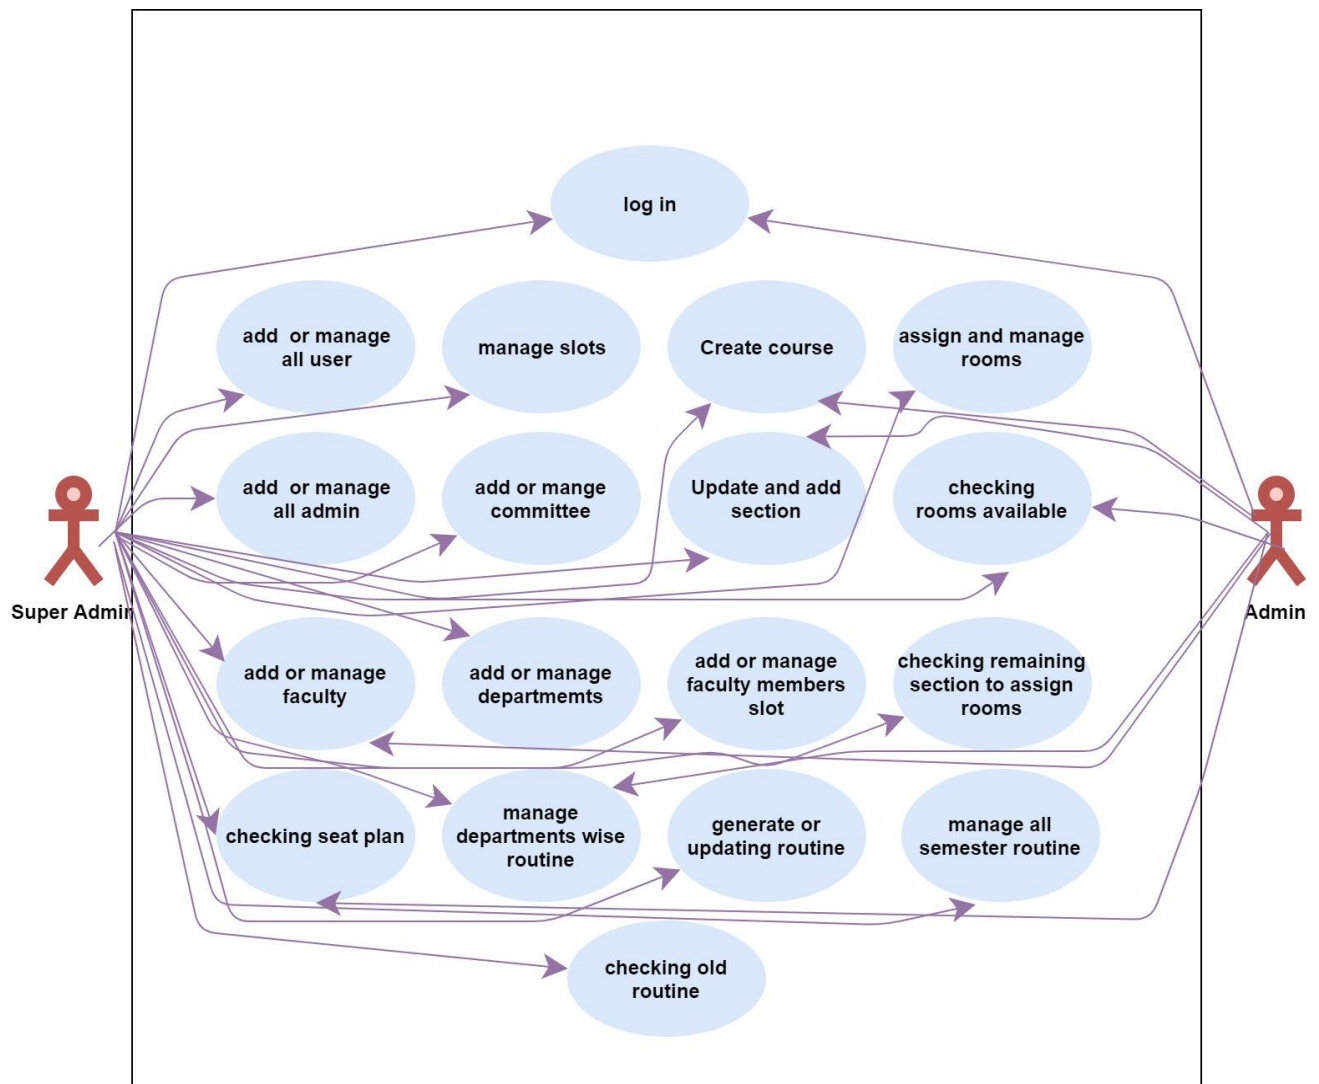 log in
add  or manage
all user
manage slots
Create course
assign and manage
rooms
add  or manage
all admin
add or mange
committee
Update and add
section
checking
rooms available
Super Admin
Admin
add or manage
faculty
add or manage
departmemts
add or manage
faculty members
slot
checking remaining
section to assign
rooms
checking seat plan
manage
departments wise
routine
generate or
updating routine
manage all
semester routine
checking old
routine